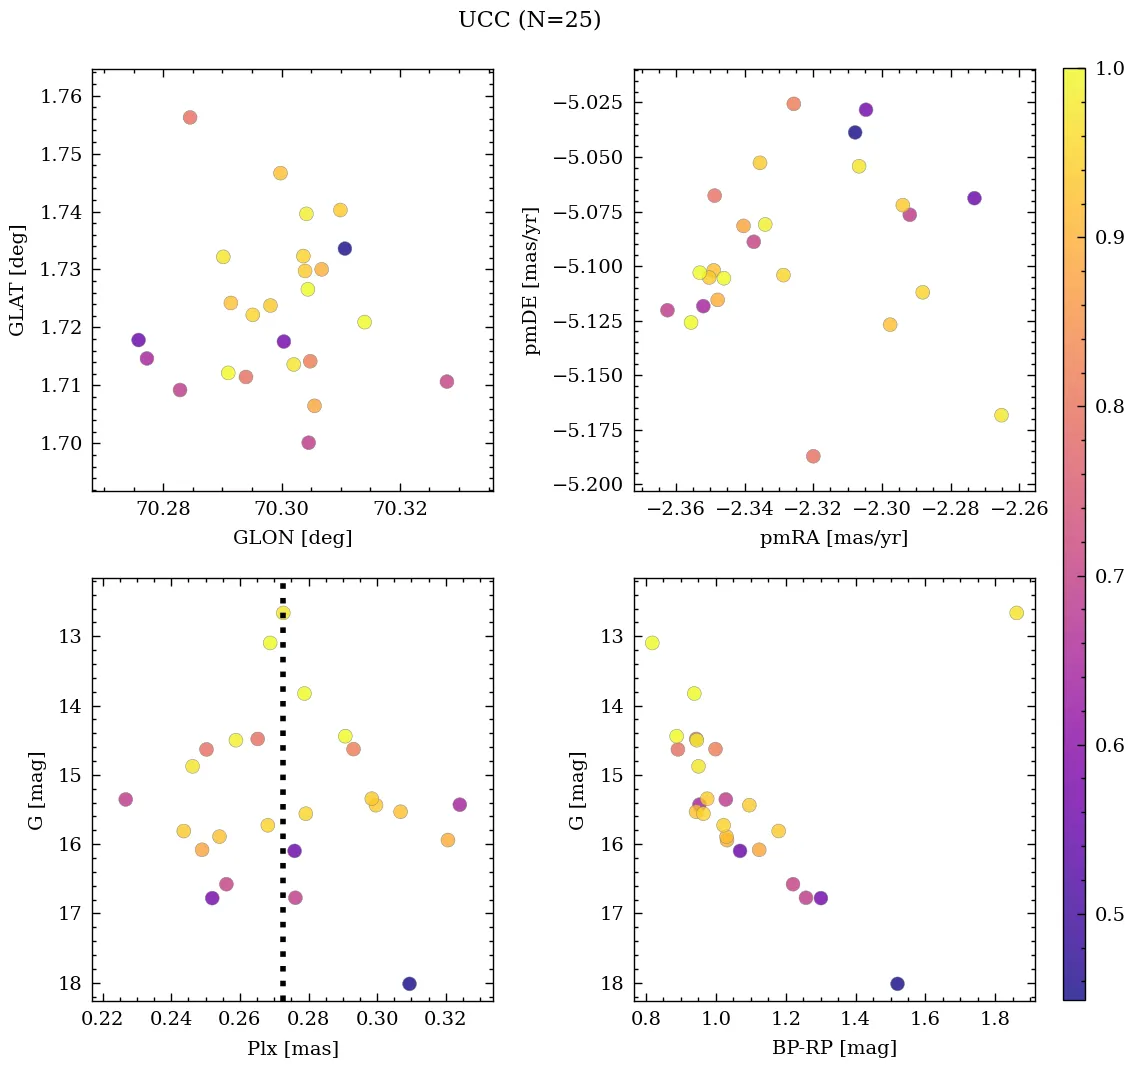 UCC (N=25)
1.76
1.75
1.74
1.73
1.72
1.71
1.70
GLAT [deg]
70.28 70.30 70.32
GLON [deg]
−5.025
−5.050
−5.075
−5.100
−5.125
−5.150
−5.175
−5.200
pmDE [mas/yr]
−2.36 −2.34 −2.32 −2.30 −2.28 −2.26
pmRA [mas/yr]
13
14
15
16
17
18
G [mag]
0.22 0.24 0.26 0.28 0.30 0.32
Plx [mas]
13
14
15
16
17
18
G [mag]
0.8 1.0 1.2 1.4 1.6 1.8
BP-RP [mag]
1.0
0.9
0.8
0.7
0.6
0.5